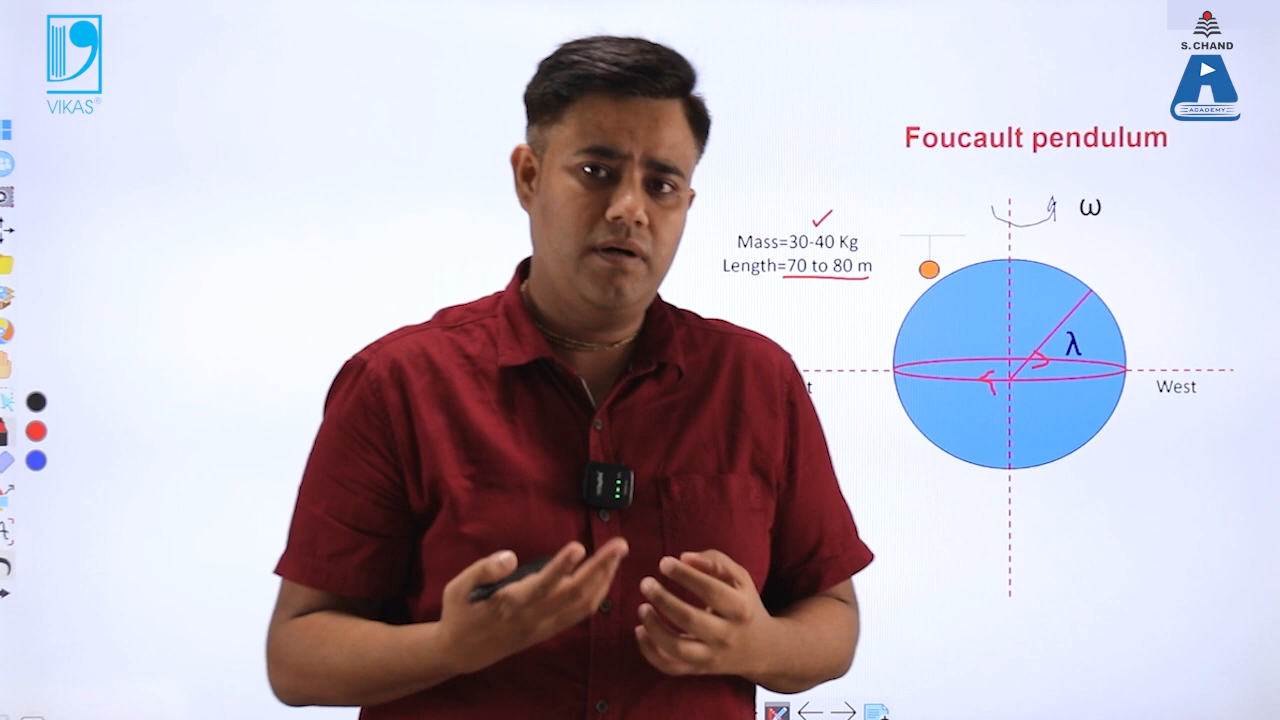 VIKAS®
S. CHAND
ACADEMY
Foucault pendulum
ω
Mass=30-40 Kg
Length=70 to 80 m
λ
t
West